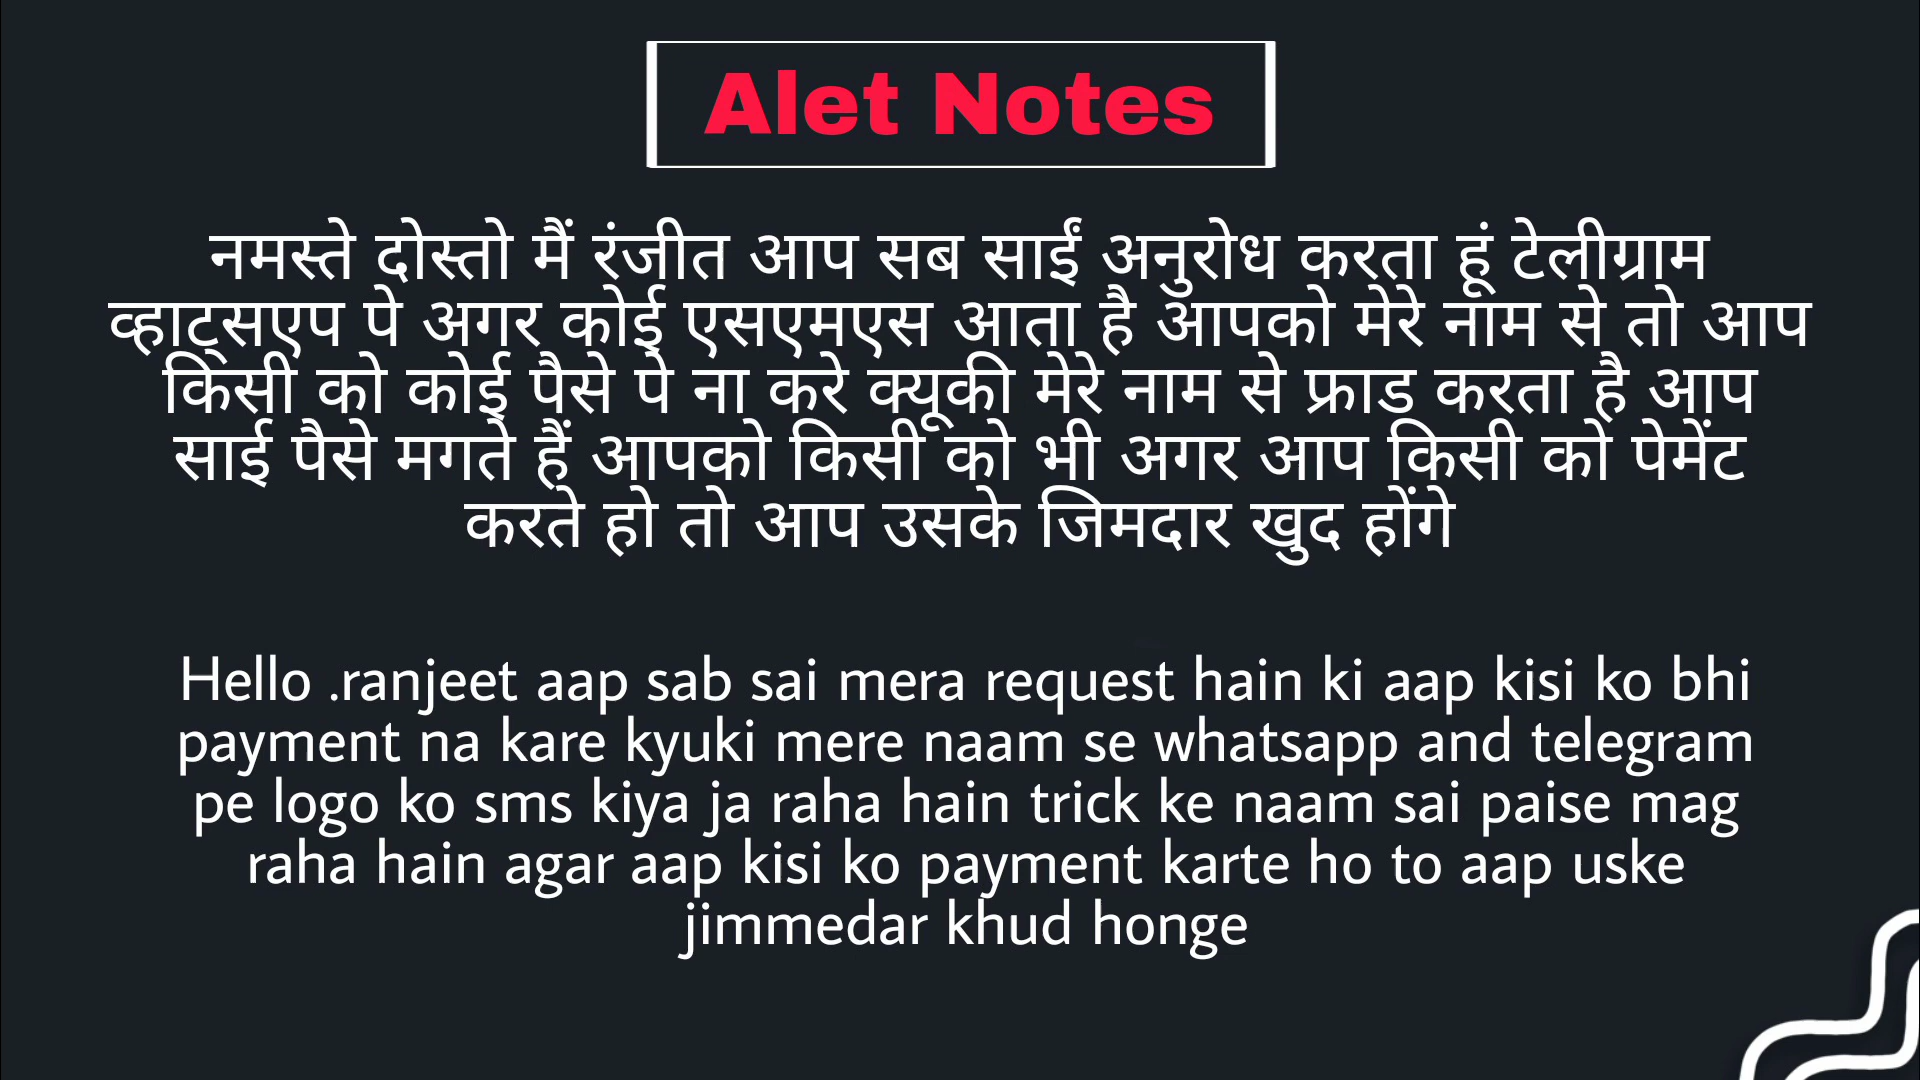 Alet Notes
नमस्ते दोस्तो मैं रंजीत आप सब साईं अनुरोध करता हूं टेलीग्राम
व्हाट्सएप पे अगर कोई एसएमएस आता है आपको मेरे नाम से तो आप
किसी को कोई पैसे पे ना करे क्यूकी मेरे नाम से फ्राड करता है आप
साई पैसे मगते हैं आपको किसी को भी अगर आप किसी को पेमेंट
करते हो तो आप उसके जिमदार खुद होंगे
Hello .ranjeet aap sab sai mera request hain ki aap kisi ko bhi
payment na kare kyuki mere naam se whatsapp and telegram
pe logo ko sms kiya ja raha hain trick ke naam sai paise mag
raha hain agar aap kisi ko payment karte ho to aap uske
jimmedar khud honge